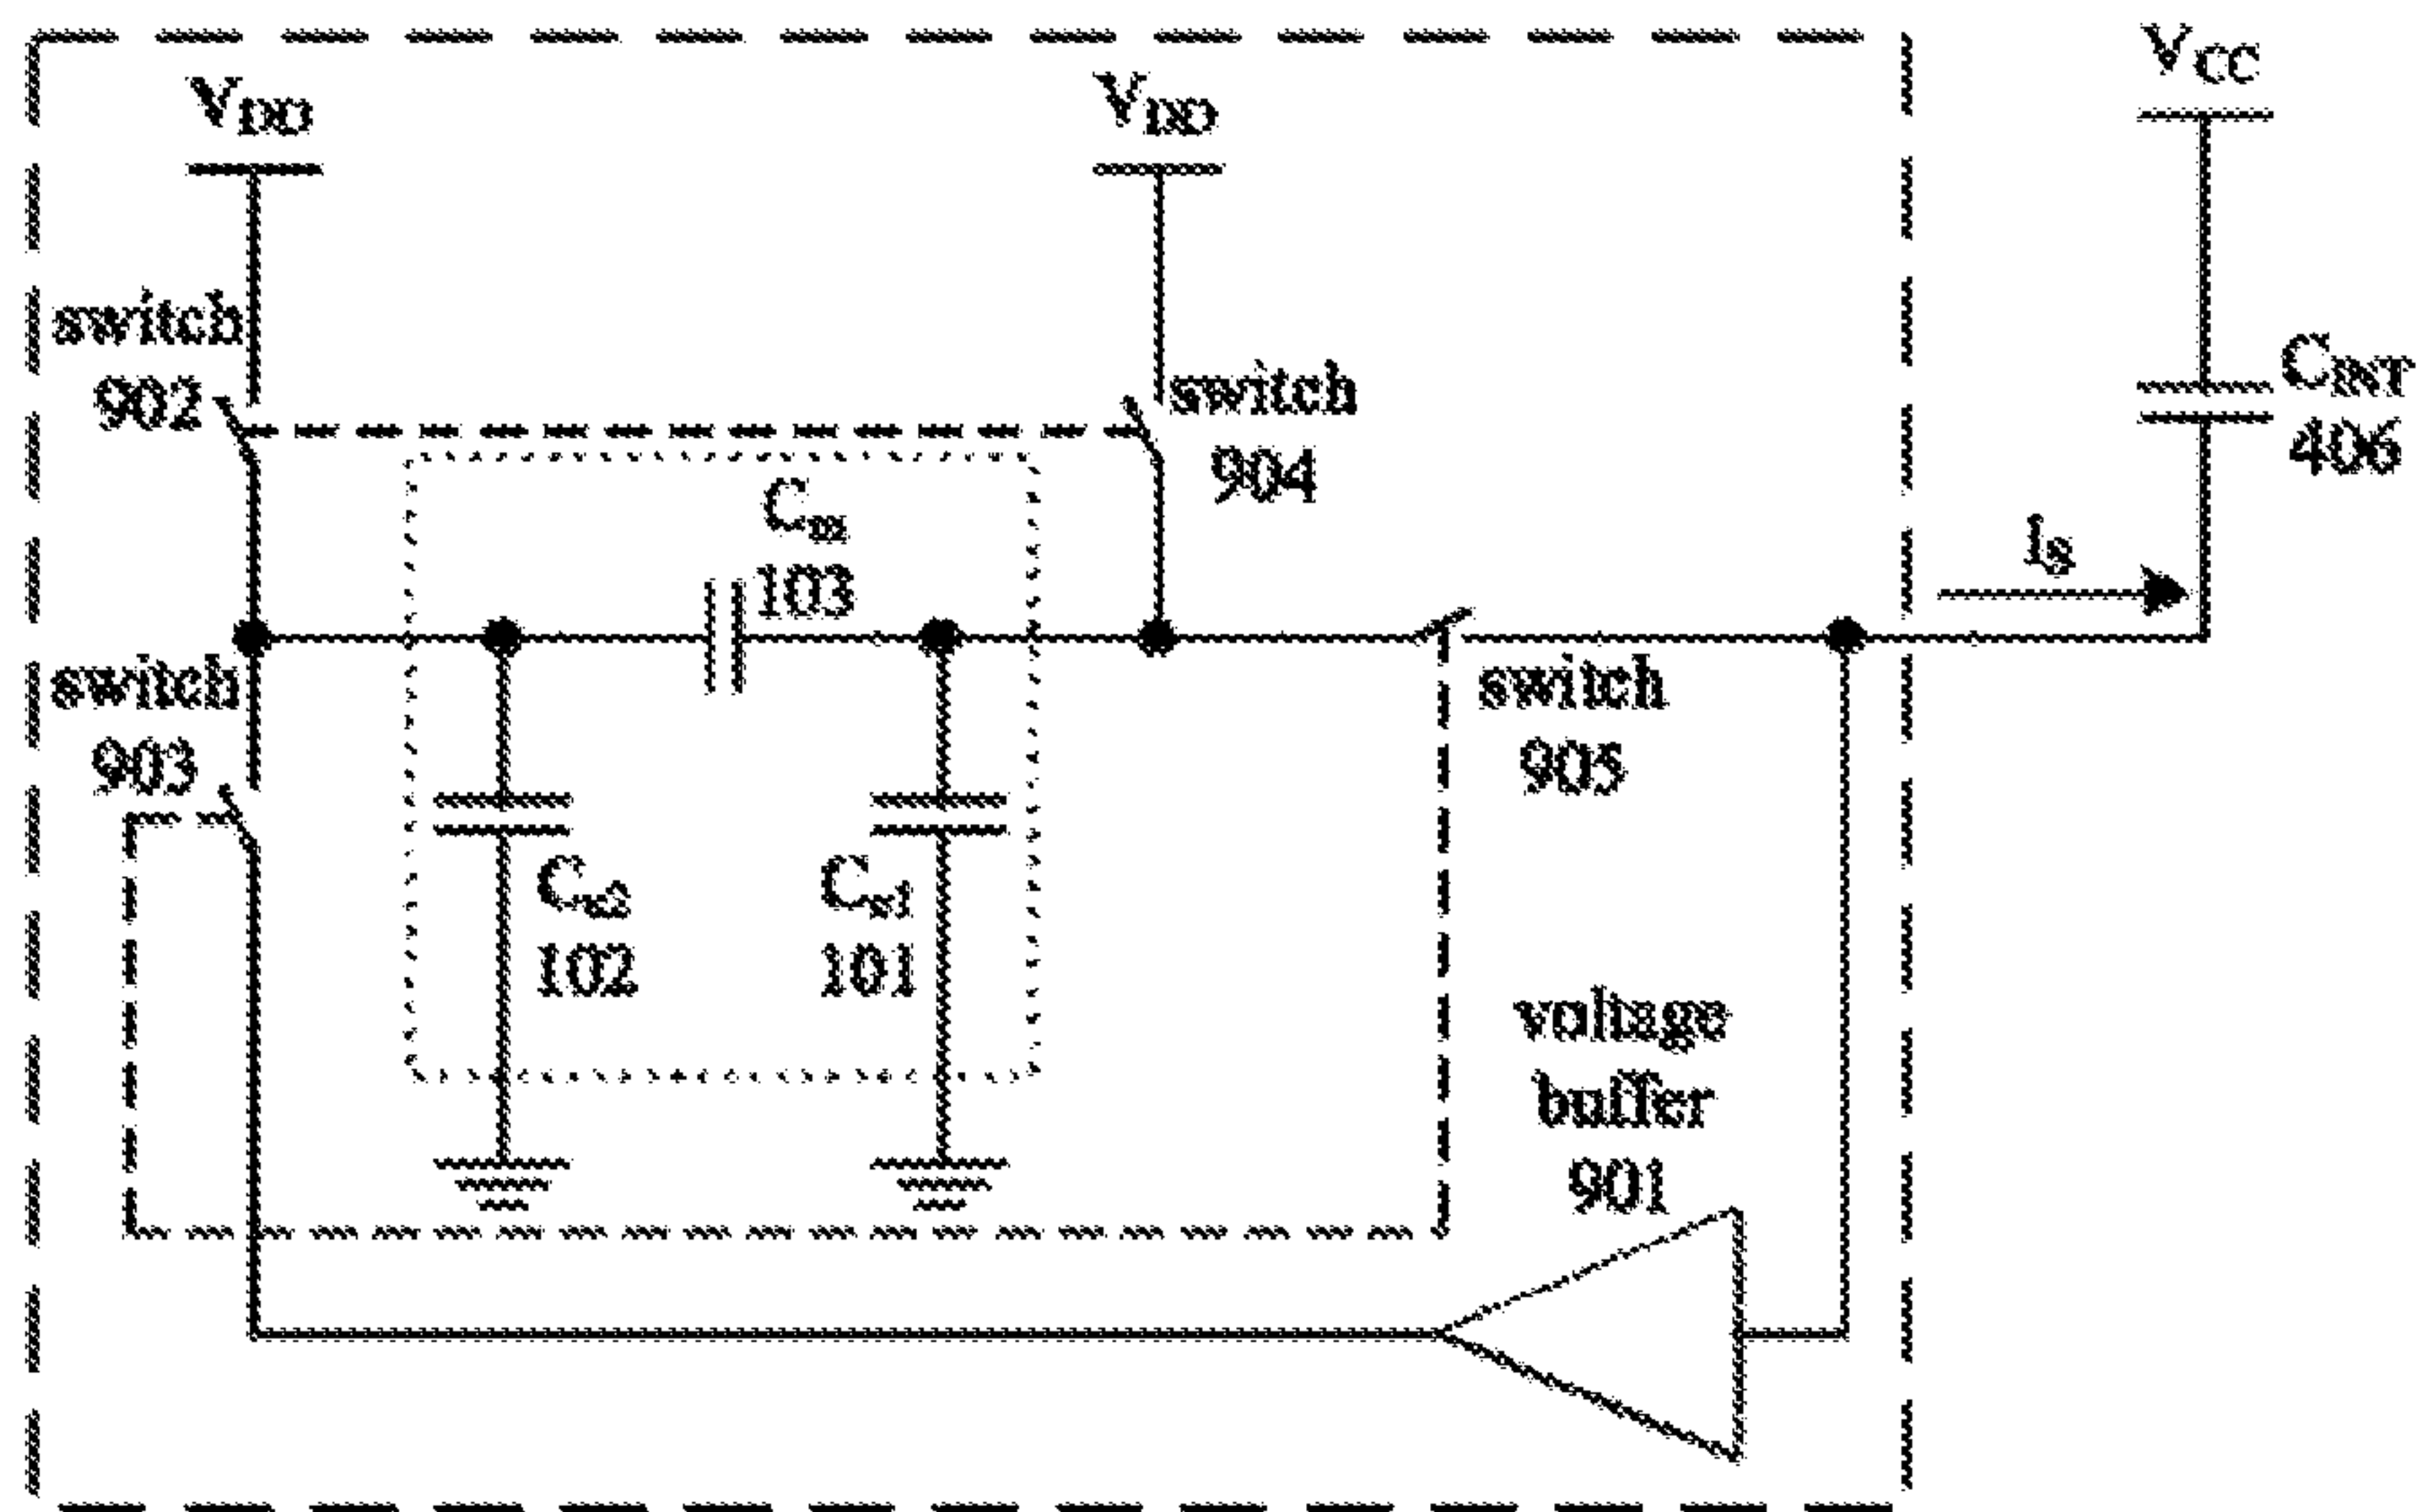 VDD
VDD
VCC
switch
902
switch
904
CINT
406
Cm
103
IS
switch
903
switch
905
Cs2
102
Cs1
101
voltage
buffer
901